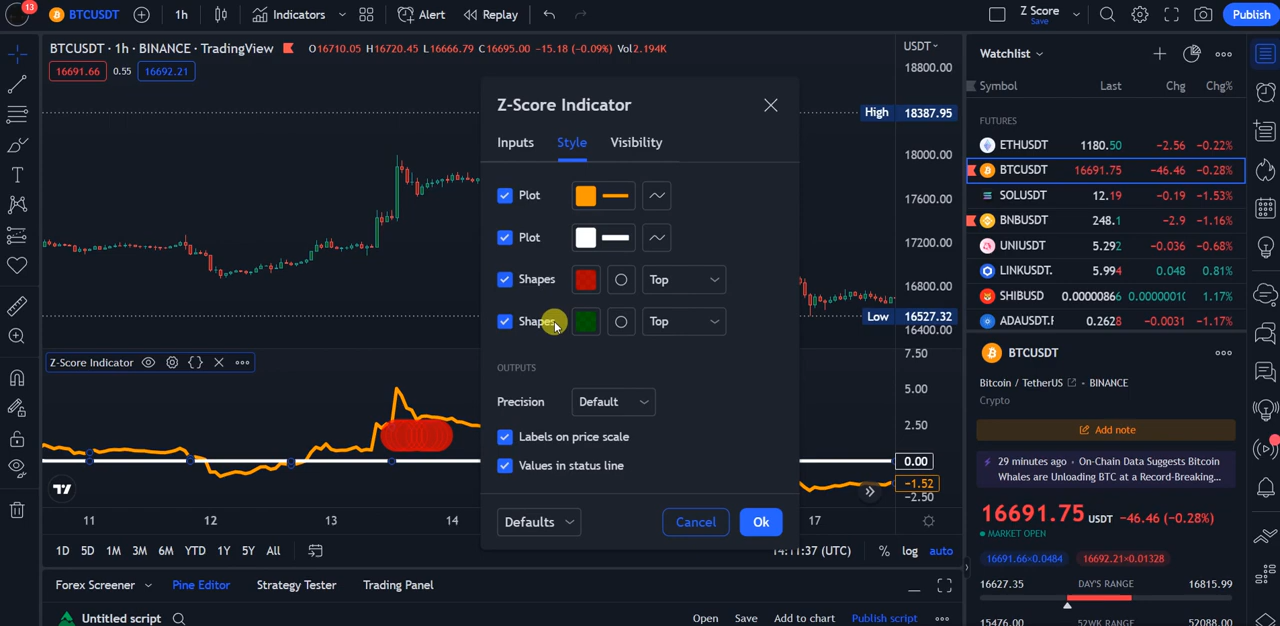 13
BTCUSDT 1h Indicators Alert Replay Z Score Save Publish
BTCUSDT · 1h · BINANCE · TradingView O16710.05 H16720.45 L16666.79 C16695.00 -15.18 (-0.09%) Vol2.194K
16691.66 0.55 16692.21
USDT
18800.00
High 18387.95
18000.00
17600.00
17200.00
16800.00
Low 16527.32
16400.00
Z-Score Indicator
7.50
5.00
2.50
0.00
-1.52
-2.50
11 12 13 14 17
1D 5D 1M 3M 6M YTD 1Y 5Y All 14:11:37 (UTC) % log auto
Forex Screener Pine Editor Strategy Tester Trading Panel
Untitled script Open Save Add to chart Publish script
Z-Score Indicator
Inputs Style Visibility
Plot
Plot
Shapes Top
Shapes Top
OUTPUTS
Precision Default
Labels on price scale
Values in status line
Defaults Cancel Ok
Watchlist
Symbol Last Chg Chg%
FUTURES
ETHUSDT 1180.50 -2.56 -0.22%
BTCUSDT 16691.75 -46.46 -0.28%
SOLUSDT 12.19 -0.19 -1.53%
BNBUSDT 248.1 -2.9 -1.16%
UNIUSDT 5.292 -0.036 -0.68%
LINKUSDT. 5.994 0.048 0.81%
SHIBUSD 0.0000866 0.0000010 1.17%
ADAUSDT.F 0.2628 -0.0031 -1.17%
BTCUSDT
Bitcoin / TetherUS • BINANCE
Crypto
Add note
29 minutes ago • On-Chain Data Suggests Bitcoin
Whales are Unloading BTC at a Record-Breaking...
16691.75 USDT -46.46 (-0.28%)
MARKET OPEN
16691.66×0.0484 16692.21×0.01328
16627.35 DAY'S RANGE 16815.99
15476.00 52WK RANGE 52088.00